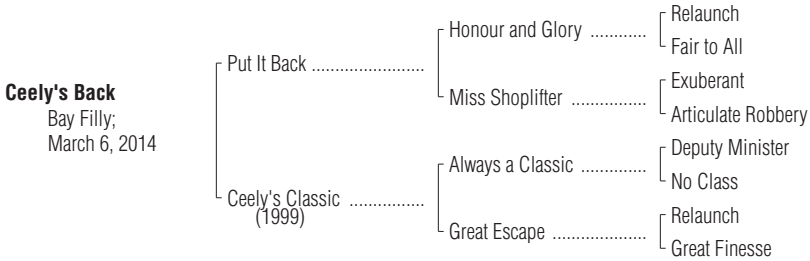 Relaunch
Honour and Glory ............
Fair to All
Put It Back ........................
Exuberant
Miss Shoplifter ................
Articulate Robbery
Ceely's Back
Bay Filly;
March 6, 2014
Deputy Minister
Always a Classic ..............
No Class
Ceely's Classic ................
(1999)
Relaunch
Great Escape ....................
Great Finesse